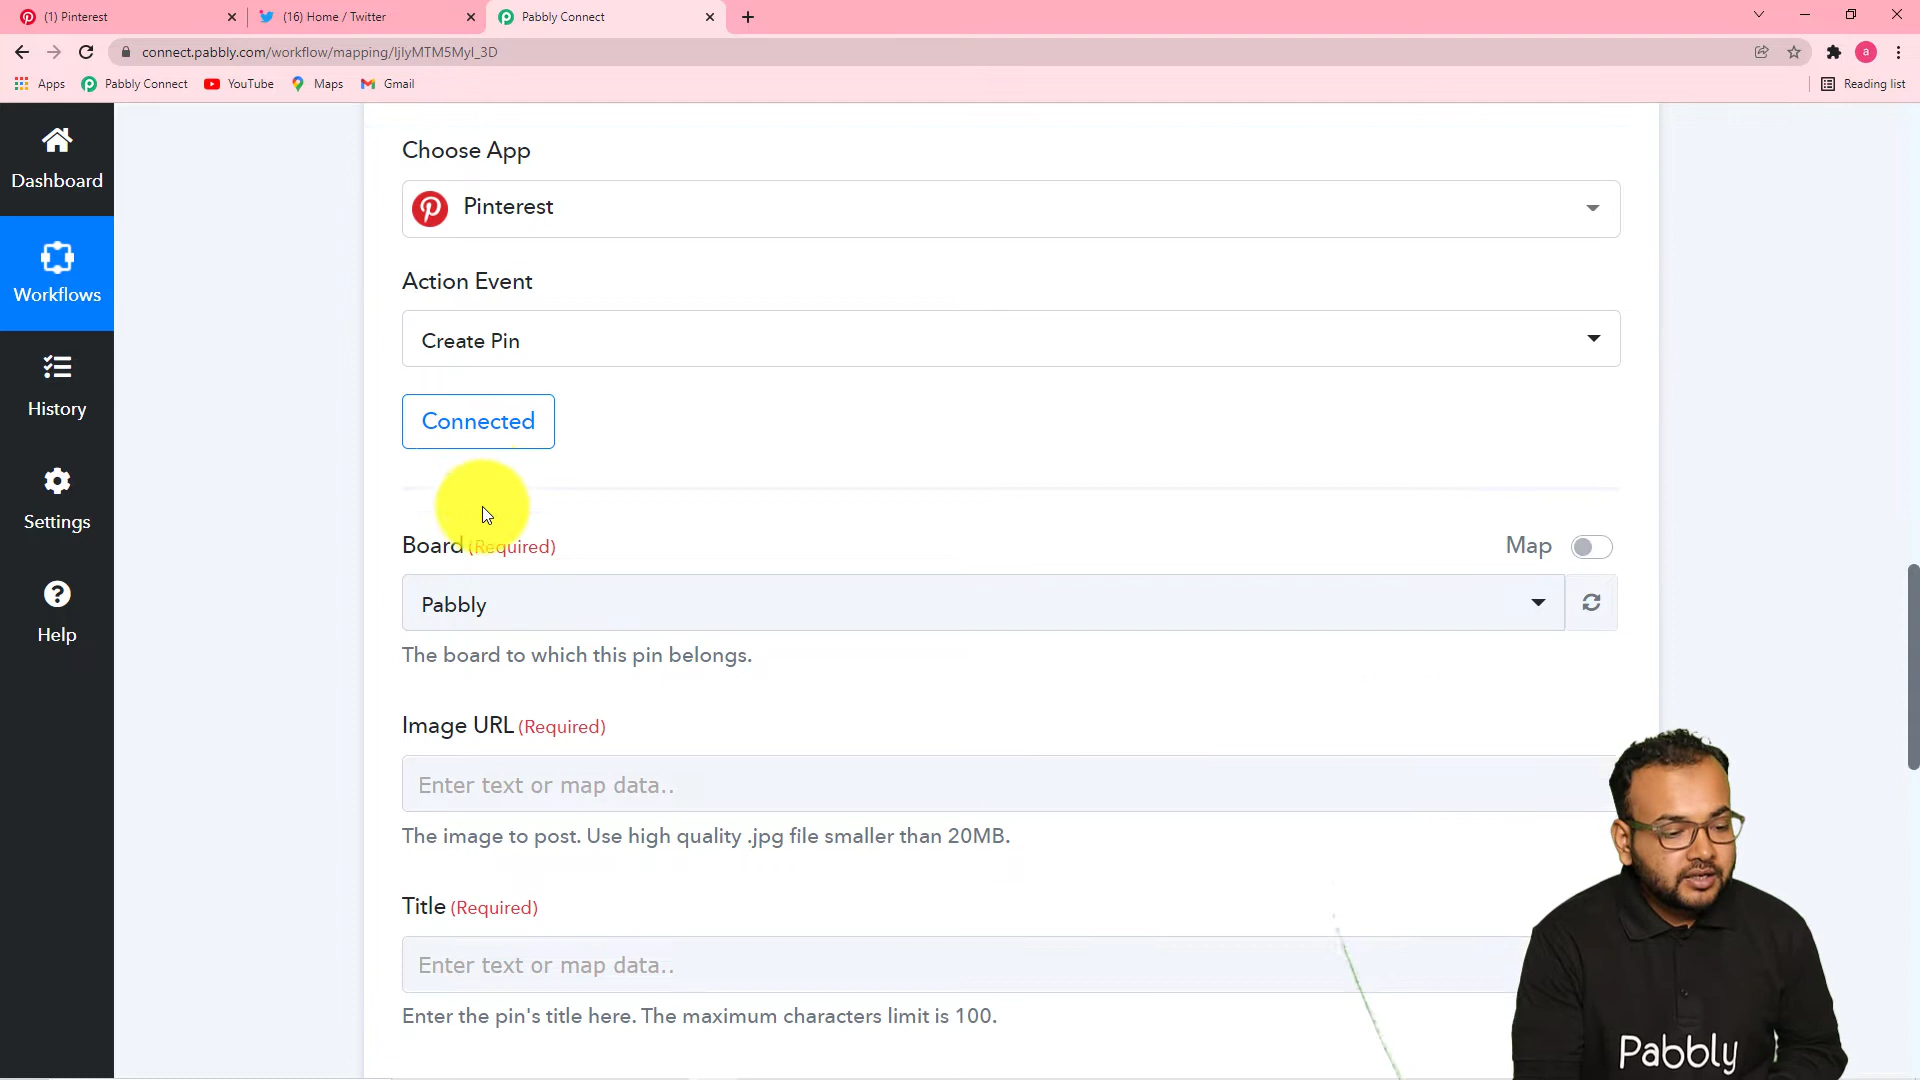 (1) Pinterest
(16) Home / Twitter
Pabbly Connect
connect.pabbly.com/workflow/mapping/IjIyMTM5MyI_3D
a
Apps
Pabbly Connect
YouTube
Maps
Gmail
Reading list
Dashboard
Workflows
History
Settings
Help
Choose App
Pinterest
Action Event
Create Pin
Connected
Board (Required)
Map
Pabbly
The board to which this pin belongs.
Image URL (Required)
Enter text or map data..
The image to post. Use high quality .jpg file smaller than 20MB.
Title (Required)
Enter text or map data..
Enter the pin's title here. The maximum characters limit is 100.
Pabbly